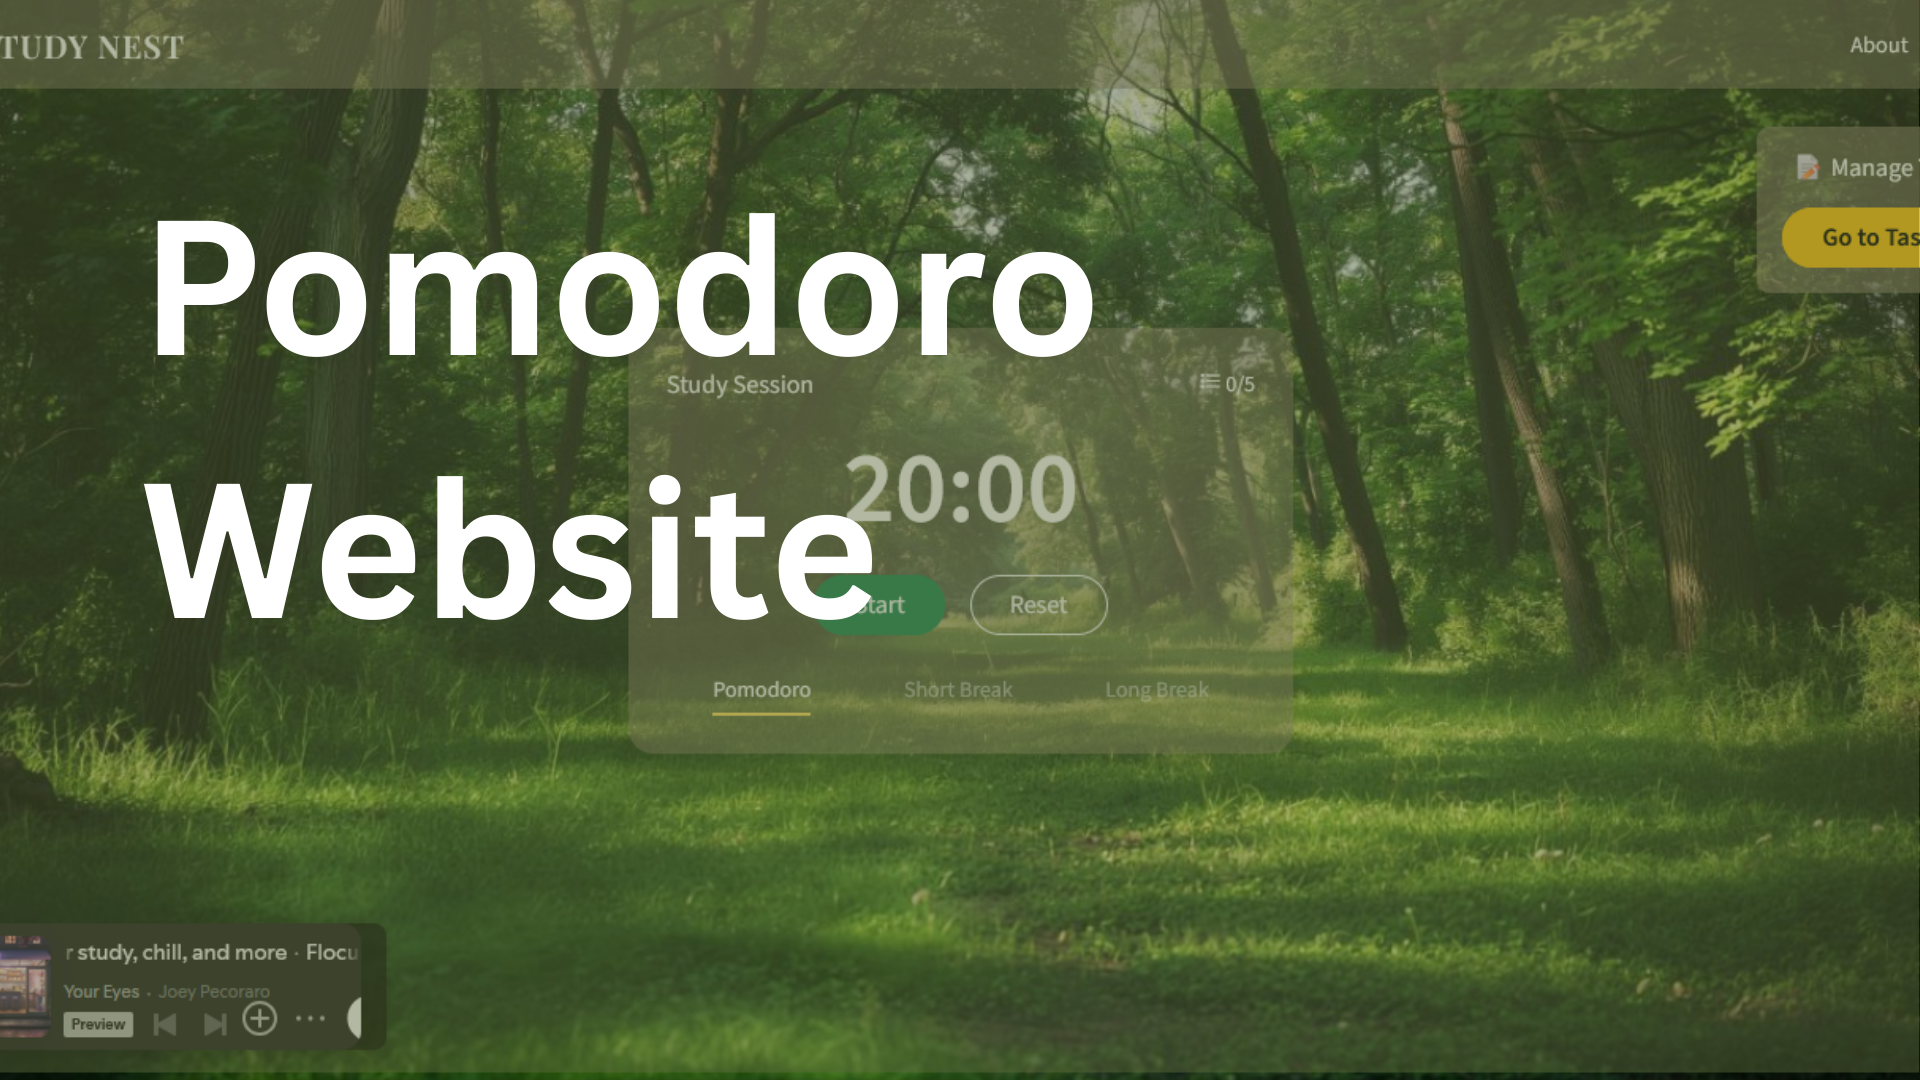 TUDY NEST
About
Manage
Go to Tas
Pomodoro
Website
Study Session
0/5
20:00
Start
Reset
Pomodoro
Short Break
Long Break
r study, chill, and more · Flocu
Your Eyes · Joey Pecoraro
Preview